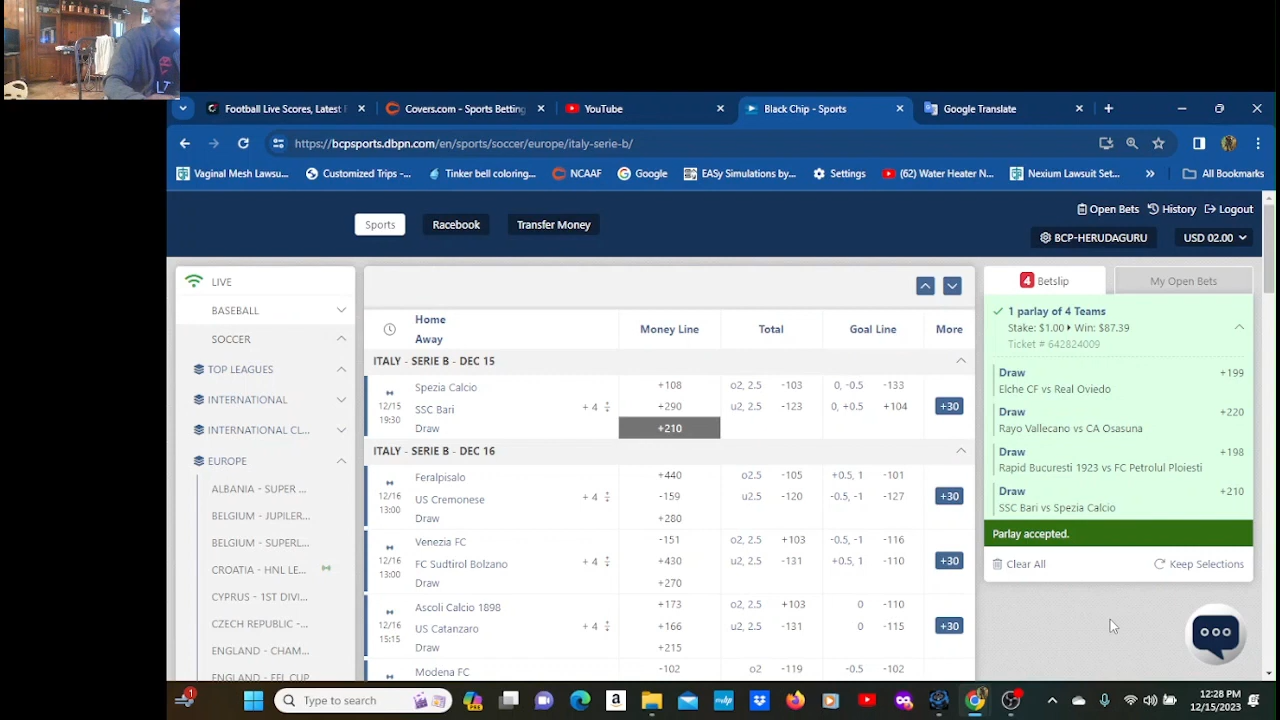 LT
Football Live Scores, Latest F
Covers.com - Sports Betting
YouTube
Black Chip - Sports
Google Translate
https://bcpsports.dbpn.com/en/sports/soccer/europe/italy-serie-b/
Vaginal Mesh Lawsu...
Customized Trips -...
Tinker bell coloring...
NCAAF
Google
EASy Simulations by...
Settings
(62) Water Heater N...
Nexium Lawsuit Set...
All Bookmarks
Sports
Racebook
Transfer Money
Open Bets
History
Logout
BCP-HERUDAGURU
USD 02.00
LIVE
BASEBALL
SOCCER
TOP LEAGUES
INTERNATIONAL
INTERNATIONAL CL...
EUROPE
ALBANIA - SUPER ...
BELGIUM - JUPILER...
BELGIUM - SUPERL...
CROATIA - HNL LE...
CYPRUS - 1ST DIVI...
CZECH REPUBLIC -...
ENGLAND - CHAM...
ENGLAND - EFL CUP
Home
Away
Money Line
Total
Goal Line
More
ITALY - SERIE B - DEC 15
12/15
19:30
Spezia Calcio +108 o2, 2.5 -103 0, -0.5 -133
SSC Bari + 4 +290 u2, 2.5 -123 0, +0.5 +104 +30
Draw +210
ITALY - SERIE B - DEC 16
12/16
13:00
Feralpisalo +440 o2.5 -105 +0.5, 1 -101
US Cremonese + 4 -159 u2.5 -120 -0.5, -1 -127 +30
Draw +280
12/16
13:00
Venezia FC -151 o2, 2.5 +103 -0.5, -1 -116
FC Sudtirol Bolzano + 4 +430 u2, 2.5 -131 +0.5, 1 -110 +30
Draw +270
12/16
15:15
Ascoli Calcio 1898 +173 o2, 2.5 +103 0 -110
US Catanzaro + 4 +166 u2, 2.5 -131 0 -115 +30
Draw +215
Modena FC -102 o2 -119 -0.5 -102
4 Betslip
My Open Bets
1 parlay of 4 Teams
Stake: $1.00 Win: $87.39
Ticket # 642824009
Draw +199
Elche CF vs Real Oviedo
Draw +220
Rayo Vallecano vs CA Osasuna
Draw +198
Rapid Bucuresti 1923 vs FC Petrolul Ploiesti
Draw +210
SSC Bari vs Spezia Calcio
Parlay accepted.
Clear All
Keep Selections
1
Type here to search
12:28 PM
12/15/2023